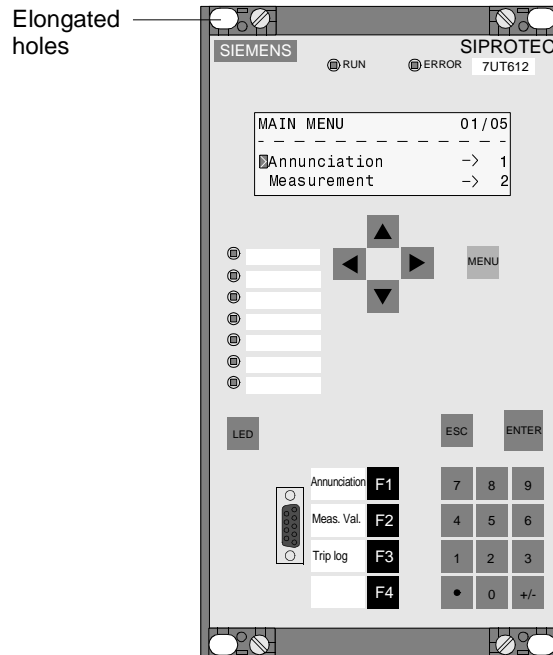 Elongated
holes
SIEMENS
SIPROTEC
RUN
ERROR
7UT612
MAIN MENU 01/05
Annunciation -> 1
Measurement -> 2
MENU
LED
ESC
ENTER
Annunciation F1
7 8 9
Meas. Val. F2
4 5 6
Trip log F3
1 2 3
F4
• 0 +/-